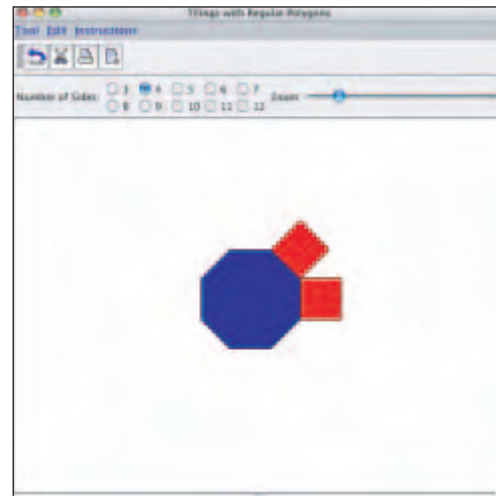 Tilings with Regular Polygons
Tool Edit Instructions
Number of Sides: 3 4 5 6 7 Zoom:
8 9 10 11 12